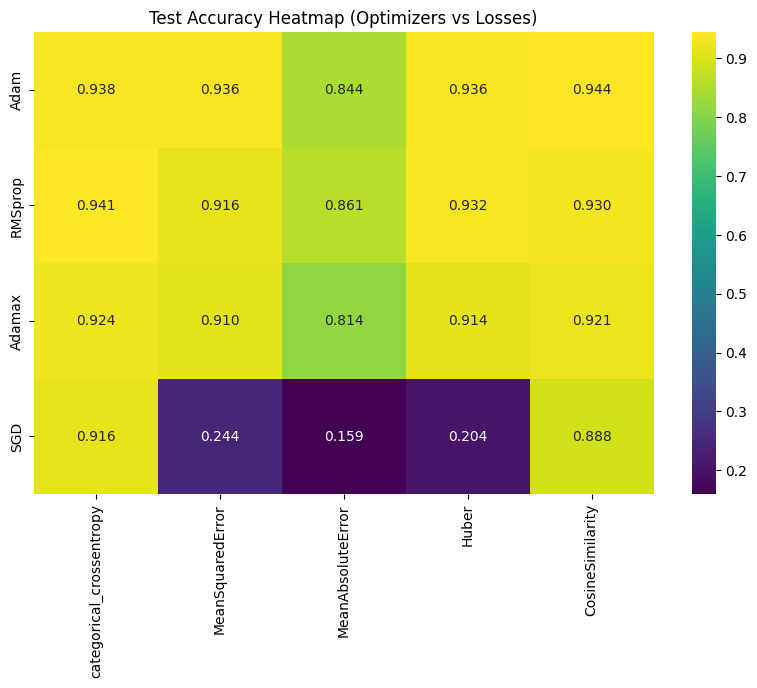 Test Accuracy Heatmap (Optimizers vs Losses)
Adam 0.938 0.936 0.844 0.936 0.944
RMSprop 0.941 0.916 0.861 0.932 0.930
Adamax 0.924 0.910 0.814 0.914 0.921
SGD 0.916 0.244 0.159 0.204 0.888
categorical_crossentropy
MeanSquaredError
MeanAbsoluteError
Huber
CosineSimilarity
0.9
0.8
0.7
0.6
0.5
0.4
0.3
0.2